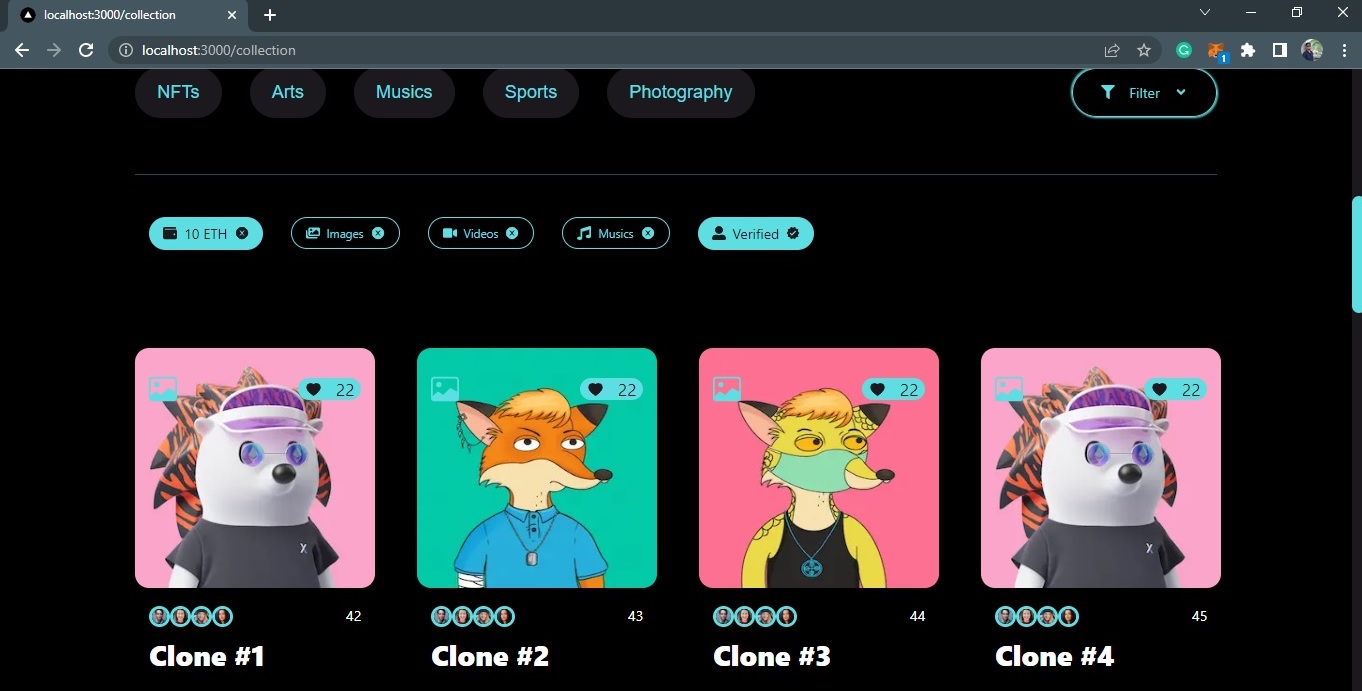 localhost:3000/collection
localhost:3000/collection
1
NFTs Arts Musics Sports Photography Filter
10 ETH Images Videos Musics Verified
22 22 22 22
42 43 44 45
Clone #1 Clone #2 Clone #3 Clone #4